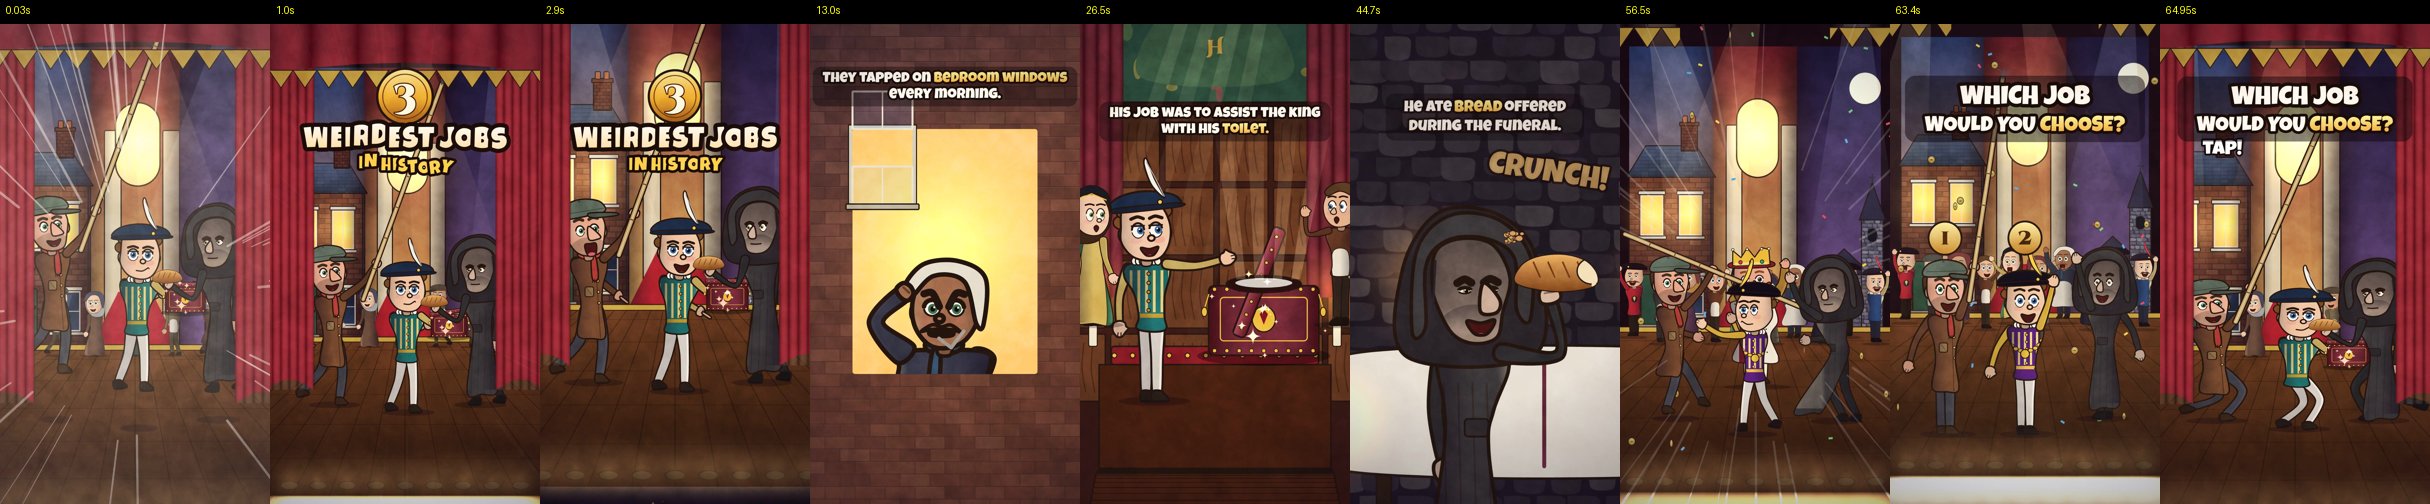 0.03s
1.0s
2.9s
13.0s
26.5s
44.7s
56.5s
63.4s
64.95s
3
WEIRDEST JOBS
IN HISTORY
3
WEIRDEST JOBS
IN HISTORY
THEY TAPPED ON BEDROOM WINDOWS
EVERY MORNING.
H
HIS JOB WAS TO ASSIST THE KING
WITH HIS TOILET.
HE ATE BREAD OFFERED
DURING THE FUNERAL.
CRUNCH!
WHICH JOB
WOULD YOU CHOOSE?
1
2
WHICH JOB
WOULD YOU CHOOSE?
TAP!